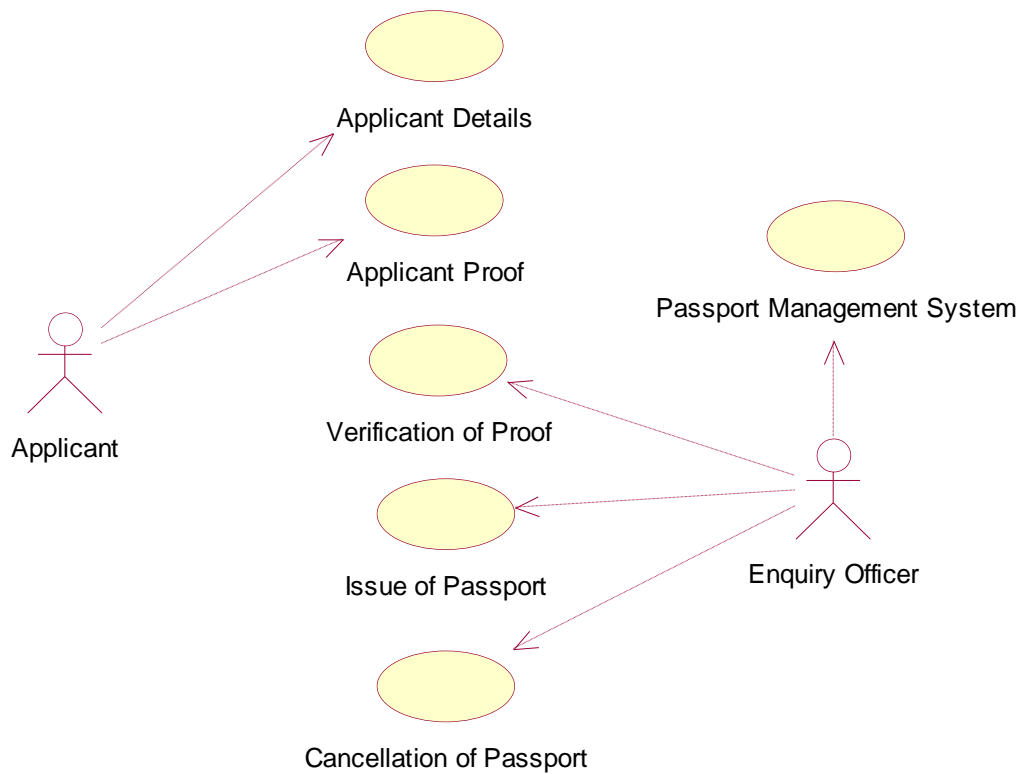 Applicant Details
Applicant Proof
Passport Management System
Verification of Proof
Applicant
Issue of Passport
Enquiry Officer
Cancellation of Passport